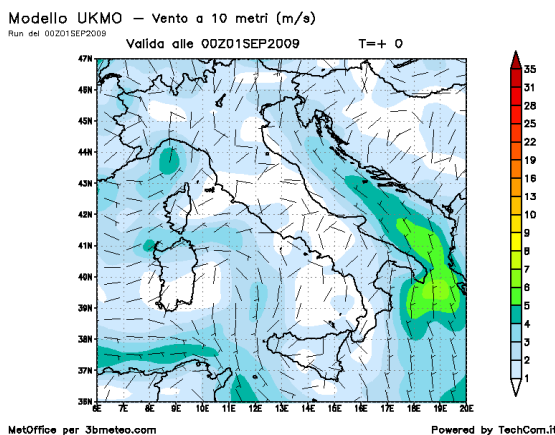 Modello UKMO – Vento a 10 metri (m/s)
Run del 00Z01SEP2009
Valida alle 00Z01SEP2009 T=+ 0
47N
46N
45N
44N
43N
42N
41N
40N
39N
38N
37N
36N
6E 7E 8E 9E 10E 11E 12E 13E 14E 15E 16E 17E 18E 19E 20E
35
31
28
25
22
19
16
13
10
9
8
7
6
5
4
3
2
1
MetOffice per 3bmeteo.com Powered by TechCom.it